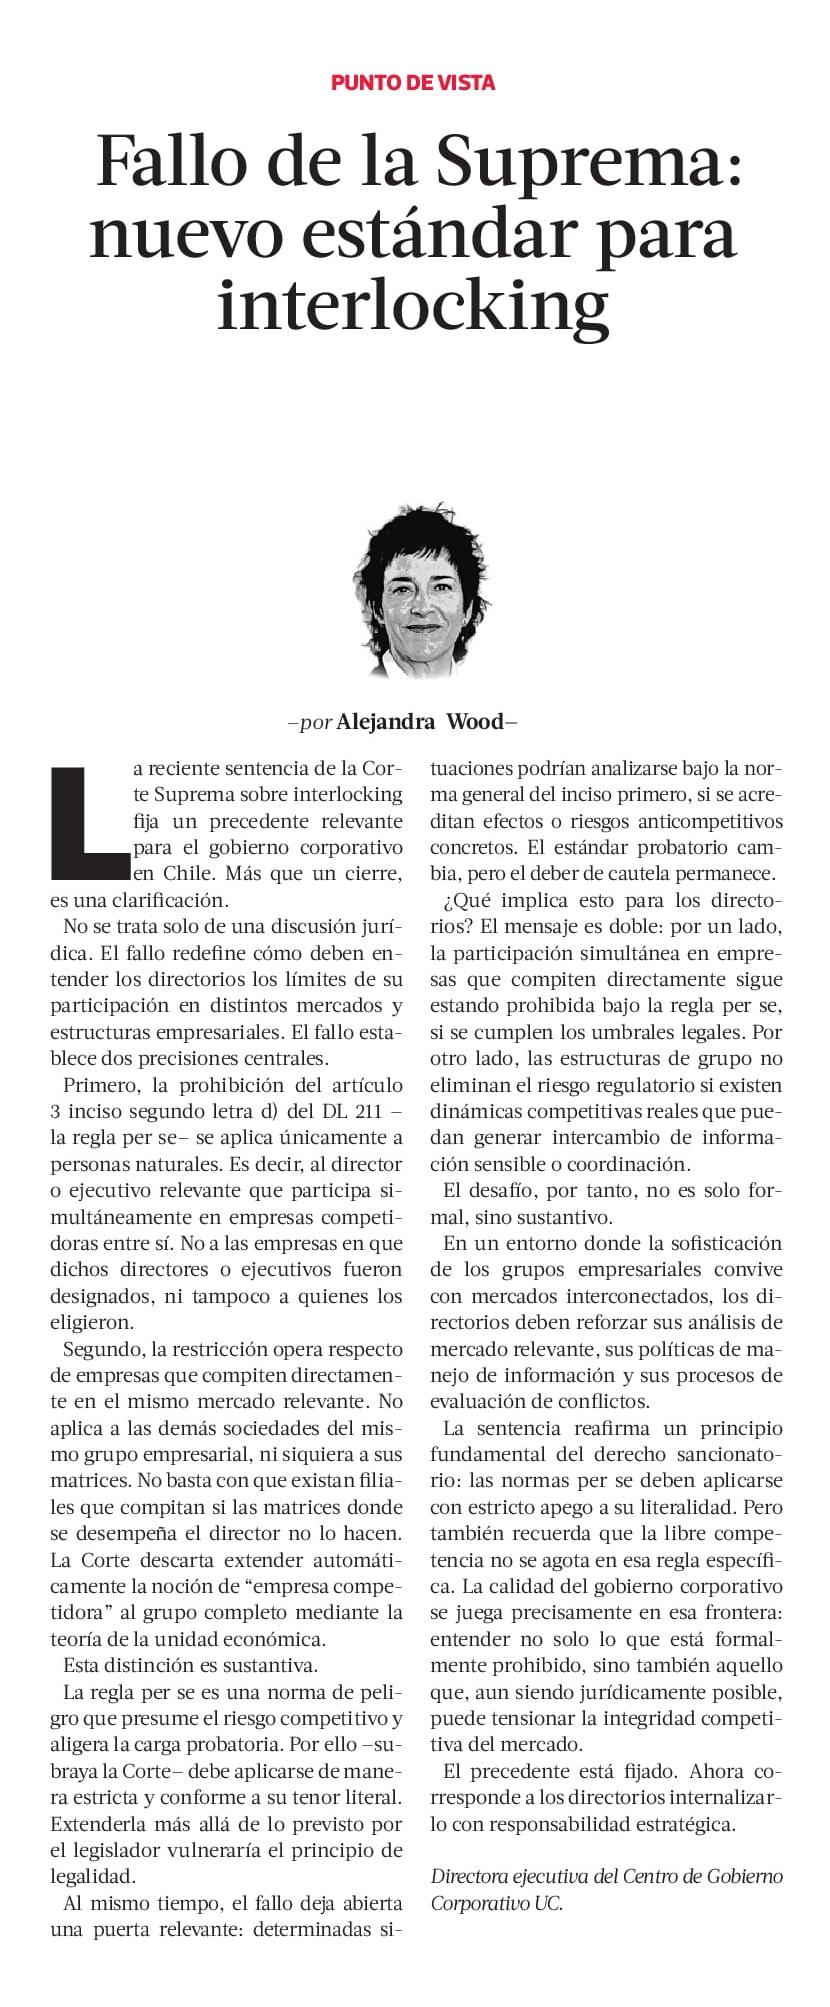 PUNTO DE VISTA
Fallo de la Suprema:
nuevo estándar para
interlocking
–por Alejandra Wood–
La reciente sentencia de la Cor-
te Suprema sobre interlocking
fija un precedente relevante
para el gobierno corporativo
en Chile. Más que un cierre,
es una clarificación.
No se trata solo de una discusión jurí-
dica. El fallo redefine cómo deben en-
tender los directorios los límites de su
participación en distintos mercados y
estructuras empresariales. El fallo esta-
blece dos precisiones centrales.
Primero, la prohibición del artículo
3 inciso segundo letra d) del DL 211 –
la regla per se– se aplica únicamente a
personas naturales. Es decir, al director
o ejecutivo relevante que participa si-
multáneamente en empresas competi-
doras entre sí. No a las empresas en que
dichos directores o ejecutivos fueron
designados, ni tampoco a quienes los
eligieron.
Segundo, la restricción opera respecto
de empresas que compiten directamen-
te en el mismo mercado relevante. No
aplica a las demás sociedades del mis-
mo grupo empresarial, ni siquiera a sus
matrices. No basta con que existan filia-
les que compitan si las matrices donde
se desempeña el director no lo hacen.
La Corte descarta extender automáti-
camente la noción de “empresa compe-
tidora” al grupo completo mediante la
teoría de la unidad económica.
Esta distinción es sustantiva.
La regla per se es una norma de peli-
gro que presume el riesgo competitivo y
aligera la carga probatoria. Por ello –su-
braya la Corte– debe aplicarse de mane-
ra estricta y conforme a su tenor literal.
Extenderla más allá de lo previsto por
el legislador vulneraría el principio de
legalidad.
Al mismo tiempo, el fallo deja abierta
una puerta relevante: determinadas si-
tuaciones podrían analizarse bajo la nor-
ma general del inciso primero, si se acre-
ditan efectos o riesgos anticompetitivos
concretos. El estándar probatorio cam-
bia, pero el deber de cautela permanece.
¿Qué implica esto para los directo-
rios? El mensaje es doble: por un lado,
la participación simultánea en empre-
sas que compiten directamente sigue
estando prohibida bajo la regla per se,
si se cumplen los umbrales legales. Por
otro lado, las estructuras de grupo no
eliminan el riesgo regulatorio si existen
dinámicas competitivas reales que pue-
dan generar intercambio de informa-
ción sensible o coordinación.
El desafío, por tanto, no es solo for-
mal, sino sustantivo.
En un entorno donde la sofisticación
de los grupos empresariales convive
con mercados interconectados, los di-
rectorios deben reforzar sus análisis de
mercado relevante, sus políticas de ma-
nejo de información y sus procesos de
evaluación de conflictos.
La sentencia reafirma un principio
fundamental del derecho sancionato-
rio: las normas per se deben aplicarse
con estricto apego a su literalidad. Pero
también recuerda que la libre compe-
tencia no se agota en esa regla específi-
ca. La calidad del gobierno corporativo
se juega precisamente en esa frontera:
entender no solo lo que está formal-
mente prohibido, sino también aquello
que, aun siendo jurídicamente posible,
puede tensionar la integridad competi-
tiva del mercado.
El precedente está fijado. Ahora co-
rresponde a los directorios internalizar-
lo con responsabilidad estratégica.
Directora ejecutiva del Centro de Gobierno
Corporativo UC.